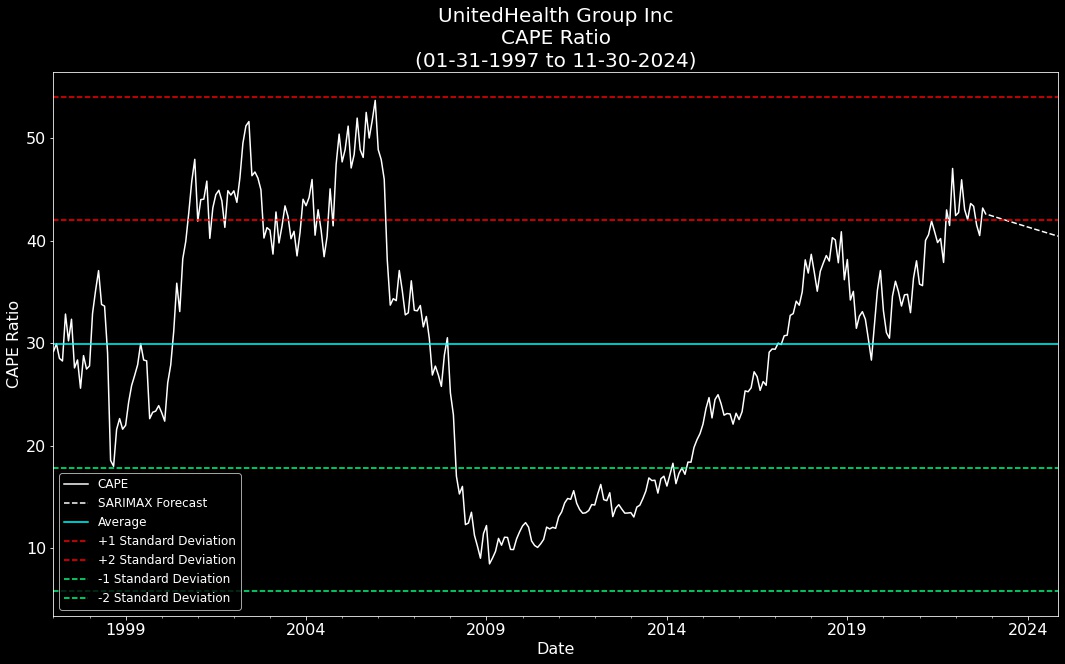 UnitedHealth Group Inc
CAPE Ratio
(01-31-1997 to 11-30-2024)
CAPE Ratio
50
40
30
20
10
CAPE
SARIMAX Forecast
Average
+1 Standard Deviation
+2 Standard Deviation
-1 Standard Deviation
-2 Standard Deviation
1999 2004 2009 2014 2019 2024
Date